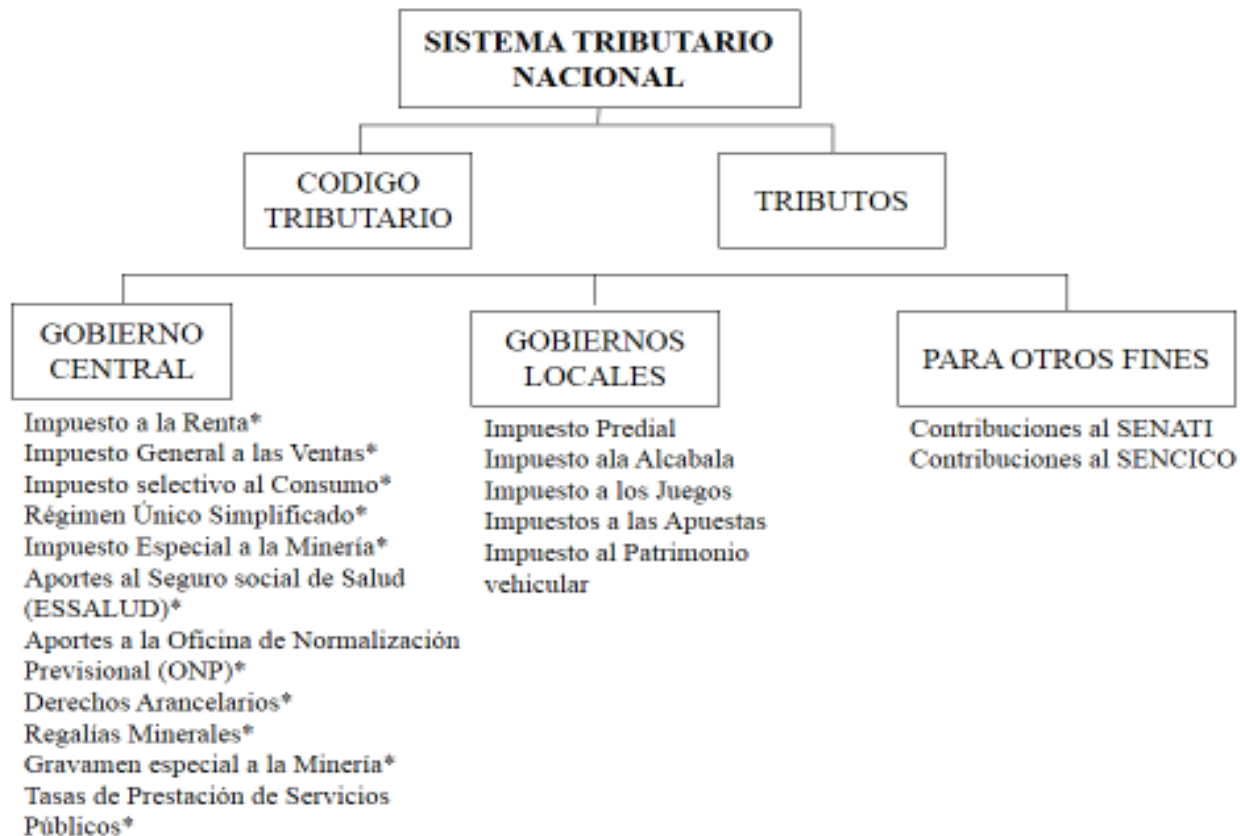 SISTEMA TRIBUTARIO
NACIONAL
CODIGO
TRIBUTARIO
TRIBUTOS
GOBIERNO
CENTRAL
Impuesto a la Renta*
Impuesto General a las Ventas*
Impuesto selectivo al Consumo*
Régimen Único Simplificado*
Impuesto Especial a la Minería*
Aportes al Seguro social de Salud
(ESSALUD)*
Aportes a la Oficina de Normalización
Previsional (ONP)*
Derechos Arancelarios*
Regalías Minerales*
Gravamen especial a la Minería*
Tasas de Prestación de Servicios
Públicos*
GOBIERNOS
LOCALES
Impuesto Predial
Impuesto ala Alcabala
Impuesto a los Juegos
Impuestos a las Apuestas
Impuesto al Patrimonio
vehicular
PARA OTROS FINES
Contribuciones al SENATI
Contribuciones al SENCICO